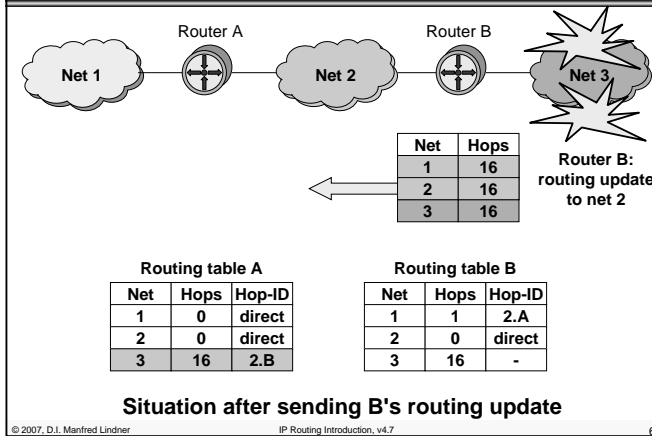 Router A
Router B
Net 1
Net 2
Net 3
Net Hops
1 16
2 16
3 16
Router B:
routing update
to net 2
Routing table A
Net Hops Hop-ID
1 0 direct
2 0 direct
3 16 2.B
Routing table B
Net Hops Hop-ID
1 1 2.A
2 0 direct
3 16 -
Situation after sending B's routing update
© 2007, D.I. Manfred Lindner
IP Routing Introduction, v4.7